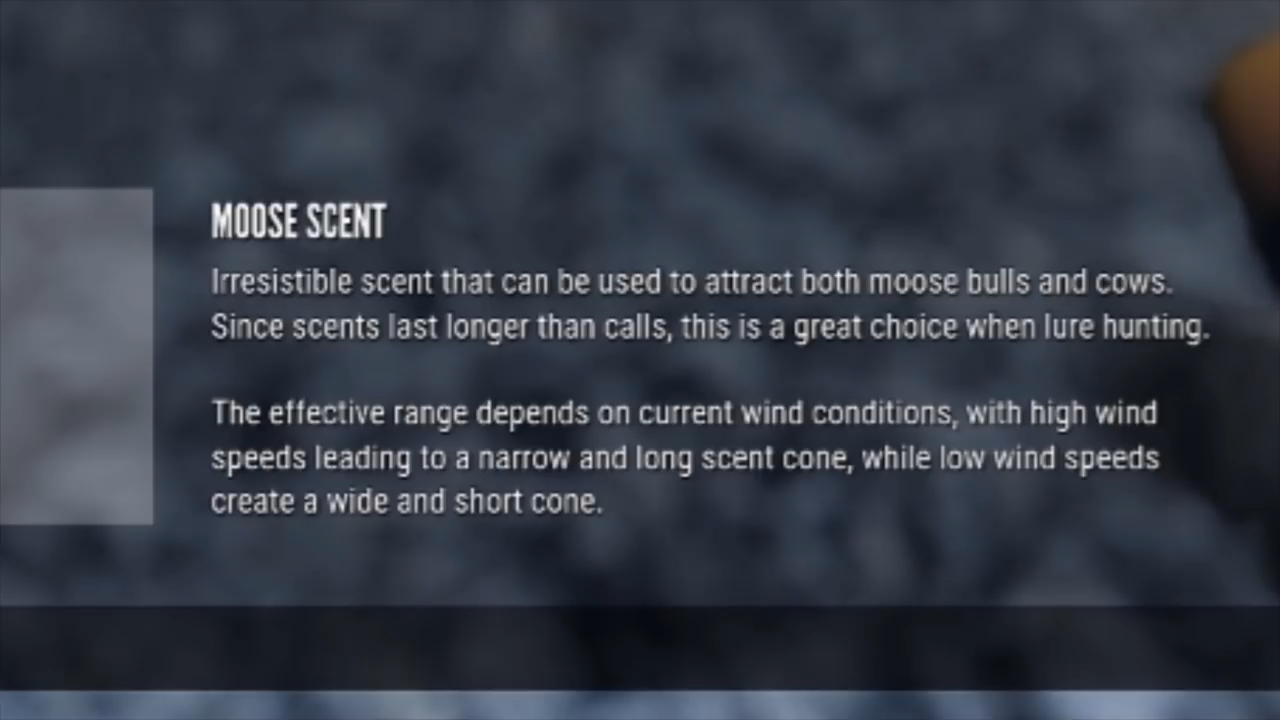 MOOSE SCENT
Irresistible scent that can be used to attract both moose bulls and cows.
Since scents last longer than calls, this is a great choice when lure hunting.
The effective range depends on current wind conditions, with high wind
speeds leading to a narrow and long scent cone, while low wind speeds
create a wide and short cone.